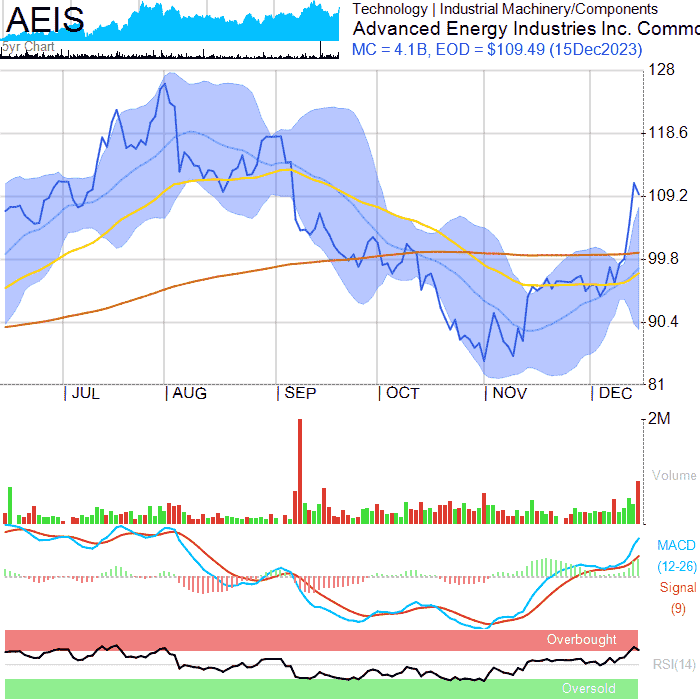 AEIS
5yr Chart
Technology | Industrial Machinery/Components
Advanced Energy Industries Inc. Commo
MC = 4.1B, EOD = $109.49 (15Dec2023)
128
118.6
109.2
99.8
90.4
81
JUL
AUG
SEP
OCT
NOV
DEC
2M
Volume
MACD
(12-26)
Signal
(9)
Overbought
RSI(14)
Oversold